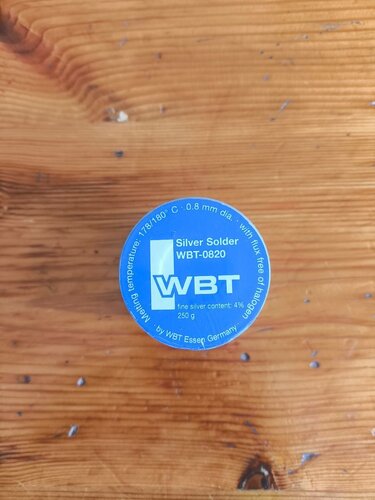 Melting temperature: 178/180° C · 0.8 mm dia. · with flux free of halogen
Silver Solder
WBT-0820
WBT
fine silver content: 4%
250 g
by WBT Essen Germany